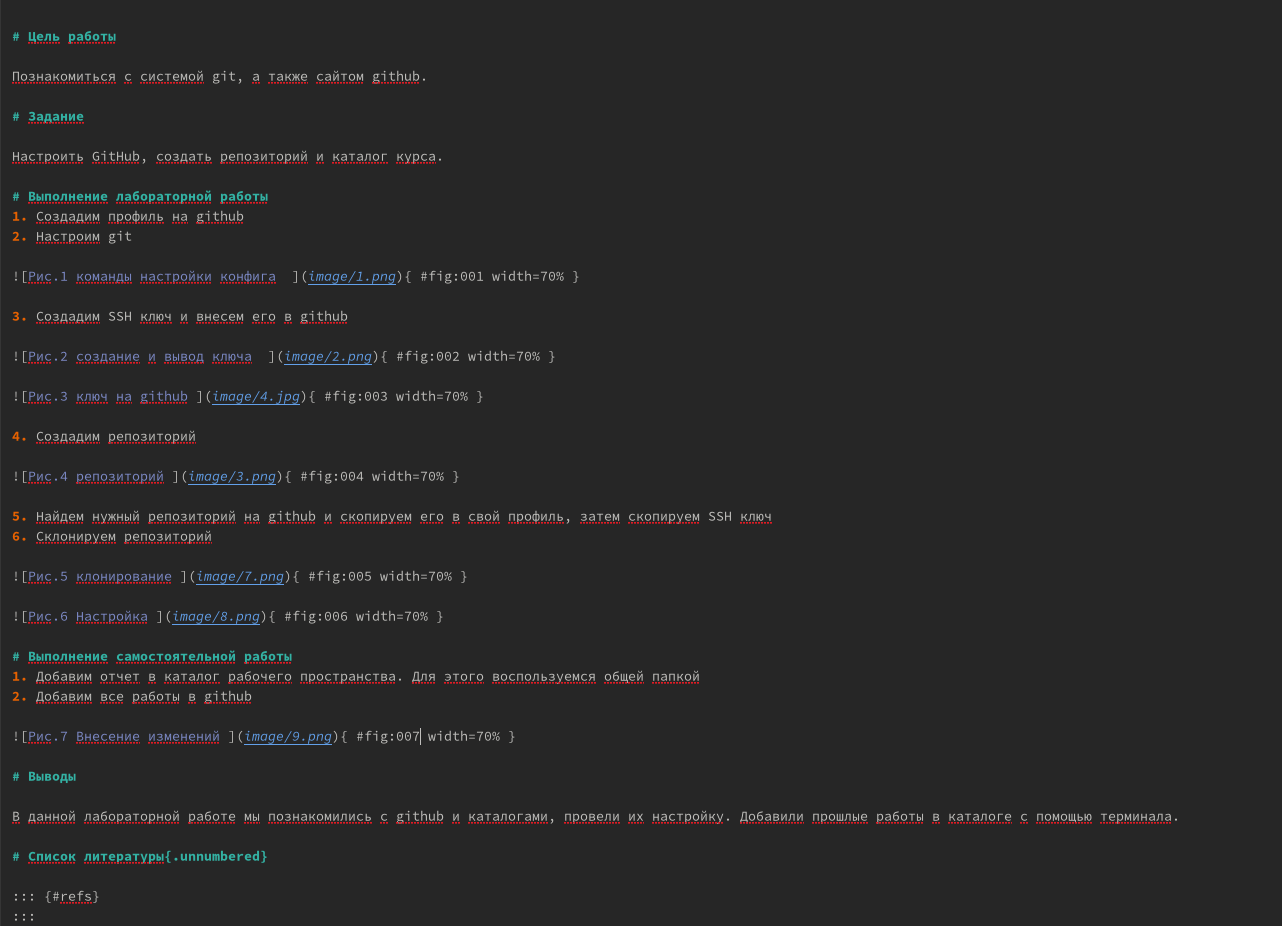 # Цель работы
Познакомиться с системой git, а также сайтом github.
# Задание
Настроить GitHub, создать репозиторий и каталог курса.
# Выполнение лабораторной работы
1. Создадим профиль на github
2. Настроим git
![Рис.1 команды настройки конфига  ](image/1.png){ #fig:001 width=70% }
3. Создадим SSH ключ и внесем его в github
![Рис.2 создание и вывод ключа  ](image/2.png){ #fig:002 width=70% }
![Рис.3 ключ на github ](image/4.jpg){ #fig:003 width=70% }
4. Создадим репозиторий
![Рис.4 репозиторий ](image/3.png){ #fig:004 width=70% }
5. Найдем нужный репозиторий на github и скопируем его в свой профиль, затем скопируем SSH ключ
6. Склонируем репозиторий
![Рис.5 клонирование ](image/7.png){ #fig:005 width=70% }
![Рис.6 Настройка ](image/8.png){ #fig:006 width=70% }
# Выполнение самостоятельной работы
1. Добавим отчет в каталог рабочего пространства. Для этого воспользуемся общей папкой
2. Добавим все работы в github
![Рис.7 Внесение изменений ](image/9.png){ #fig:007 width=70% }
# Выводы
В данной лабораторной работе мы познакомились с github и каталогами, провели их настройку. Добавили прошлые работы в каталоге с помощью терминала.
# Список литературы{.unnumbered}
::: {#refs}
:::